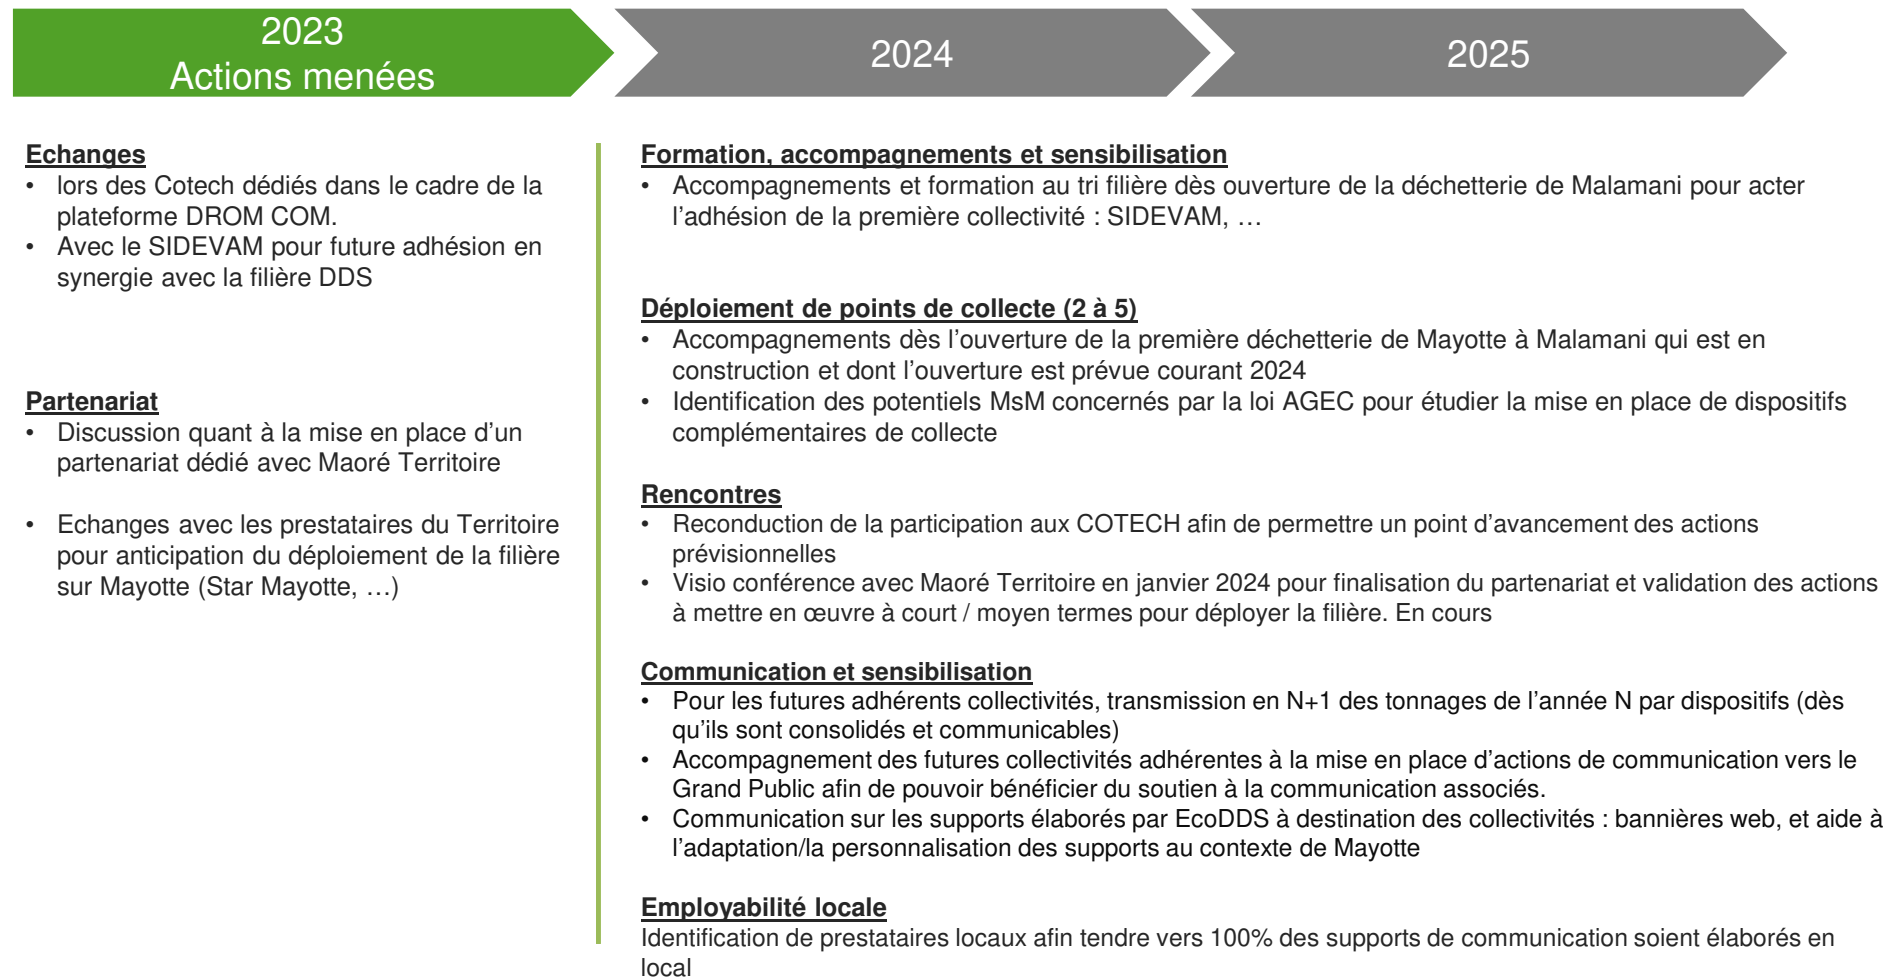 2023
Actions menées
2024
2025
Echanges
• lors des Cotech dédiés dans le cadre de la
plateforme DROM COM.
• Avec le SIDEVAM pour future adhésion en
synergie avec la filière DDS
Partenariat
• Discussion quant à la mise en place d'un
partenariat dédié avec Maoré Territoire
• Echanges avec les prestataires du Territoire
pour anticipation du déploiement de la filière
sur Mayotte (Star Mayotte, …)
Formation, accompagnements et sensibilisation
• Accompagnements et formation au tri filière dès ouverture de la déchetterie de Malamani pour acter
l'adhésion de la première collectivité : SIDEVAM, …
Déploiement de points de collecte (2 à 5)
• Accompagnements dès l'ouverture de la première déchetterie de Mayotte à Malamani qui est en
construction et dont l'ouverture est prévue courant 2024
• Identification des potentiels MsM concernés par la loi AGEC pour étudier la mise en place de dispositifs
complémentaires de collecte
Rencontres
• Reconduction de la participation aux COTECH afin de permettre un point d'avancement des actions
prévisionnelles
• Visio conférence avec Maoré Territoire en janvier 2024 pour finalisation du partenariat et validation des actions
à mettre en œuvre à court / moyen termes pour déployer la filière. En cours
Communication et sensibilisation
• Pour les futures adhérents collectivités, transmission en N+1 des tonnages de l'année N par dispositifs (dès
qu'ils sont consolidés et communicables)
• Accompagnement des futures collectivités adhérentes à la mise en place d'actions de communication vers le
Grand Public afin de pouvoir bénéficier du soutien à la communication associés.
• Communication sur les supports élaborés par EcoDDS à destination des collectivités : bannières web, et aide à
l'adaptation/la personnalisation des supports au contexte de Mayotte
Employabilité locale
Identification de prestataires locaux afin tendre vers 100% des supports de communication soient élaborés en
local